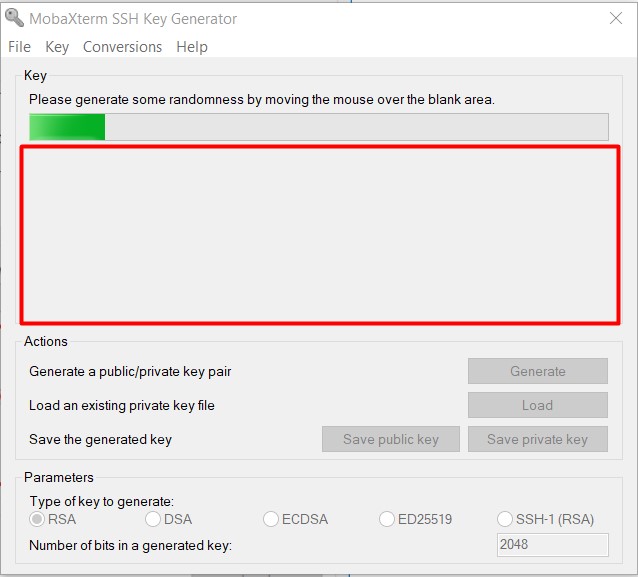 MobaXterm SSH Key Generator
File Key Conversions Help
Key
Please generate some randomness by moving the mouse over the blank area.
Actions
Generate a public/private key pair Generate
Load an existing private key file Load
Save the generated key Save public key Save private key
Parameters
Type of key to generate:
RSA DSA ECDSA ED25519 SSH-1 (RSA)
Number of bits in a generated key: 2048